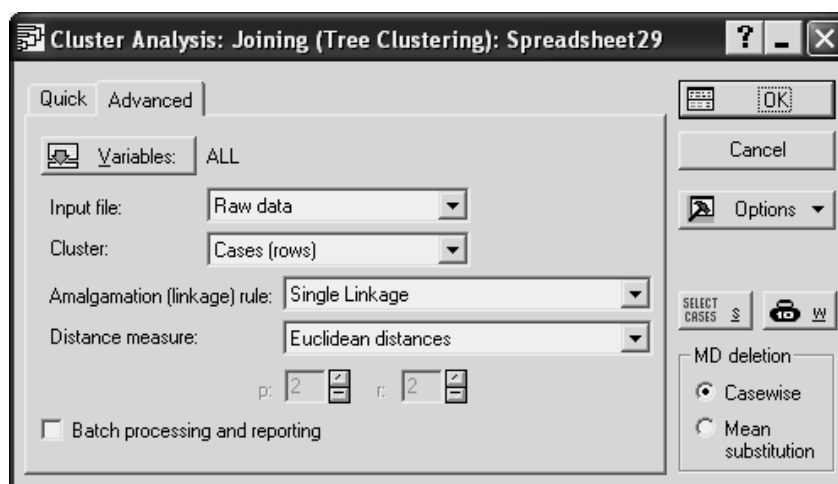 Cluster Analysis: Joining (Tree Clustering): Spreadsheet29
Quick Advanced
OK
Variables: ALL
Cancel
Input file: Raw data
Options
Cluster: Cases (rows)
Amalgamation (linkage) rule: Single Linkage
SELECT
CASES S W
Distance measure: Euclidean distances
MD deletion
p: 2 r: 2
Casewise
Batch processing and reporting
Mean
substitution